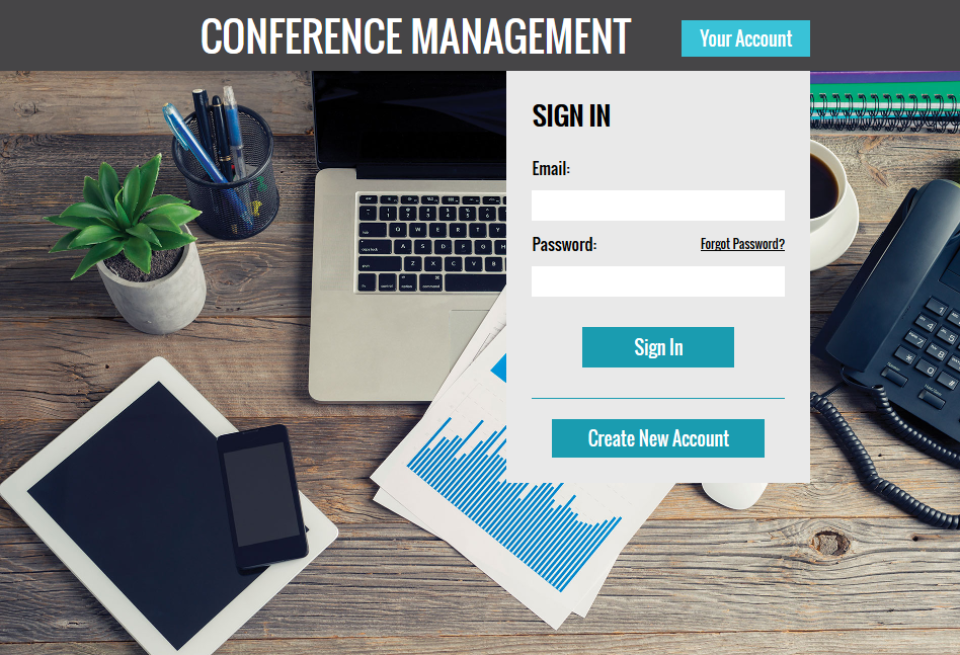 CONFERENCE MANAGEMENT
Your Account
SIGN IN
Email:
Password:
Forgot Password?
Sign In
Create New Account